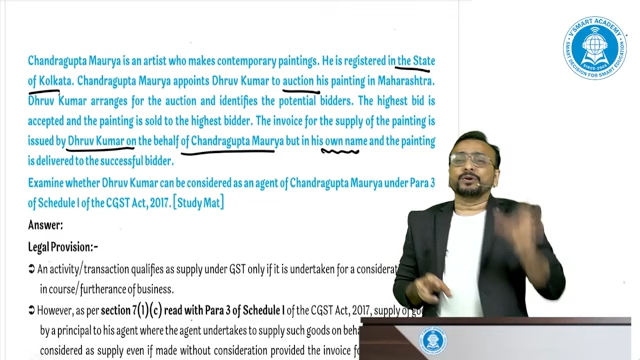 V'SMART ACADEMY
SMART DECISION FOR SMART EDUCATION
Chandragupta Maurya is an artist who makes contemporary paintings. He is registered in the State
of Kolkata. Chandragupta Maurya appoints Dhruv Kumar to auction his painting in Maharashtra.
Dhruv Kumar arranges for the auction and identifies the potential bidders. The highest bid is
accepted and the painting is sold to the highest bidder. The invoice for the supply of the painting is
issued by Dhruv Kumar on the behalf of Chandragupta Maurya but in his own name and the painting
is delivered to the successful bidder.
Examine whether Dhruv Kumar can be considered as an agent of Chandragupta Maurya under Para 3
of Schedule I of the CGST Act, 2017. [Study Mat]
Answer:
Legal Provision:-
➲ An activity/transaction qualifies as supply under GST only if it is undertaken for a
in course/furtherance of business.
➲ However, as per section 7(1)(c) read with Para 3 of Schedule I of the CGST Act, 2017, supply of
by a principal to his agent where the agent undertakes to supply such goods on
considered as supply even if made without consideration provided the invoice